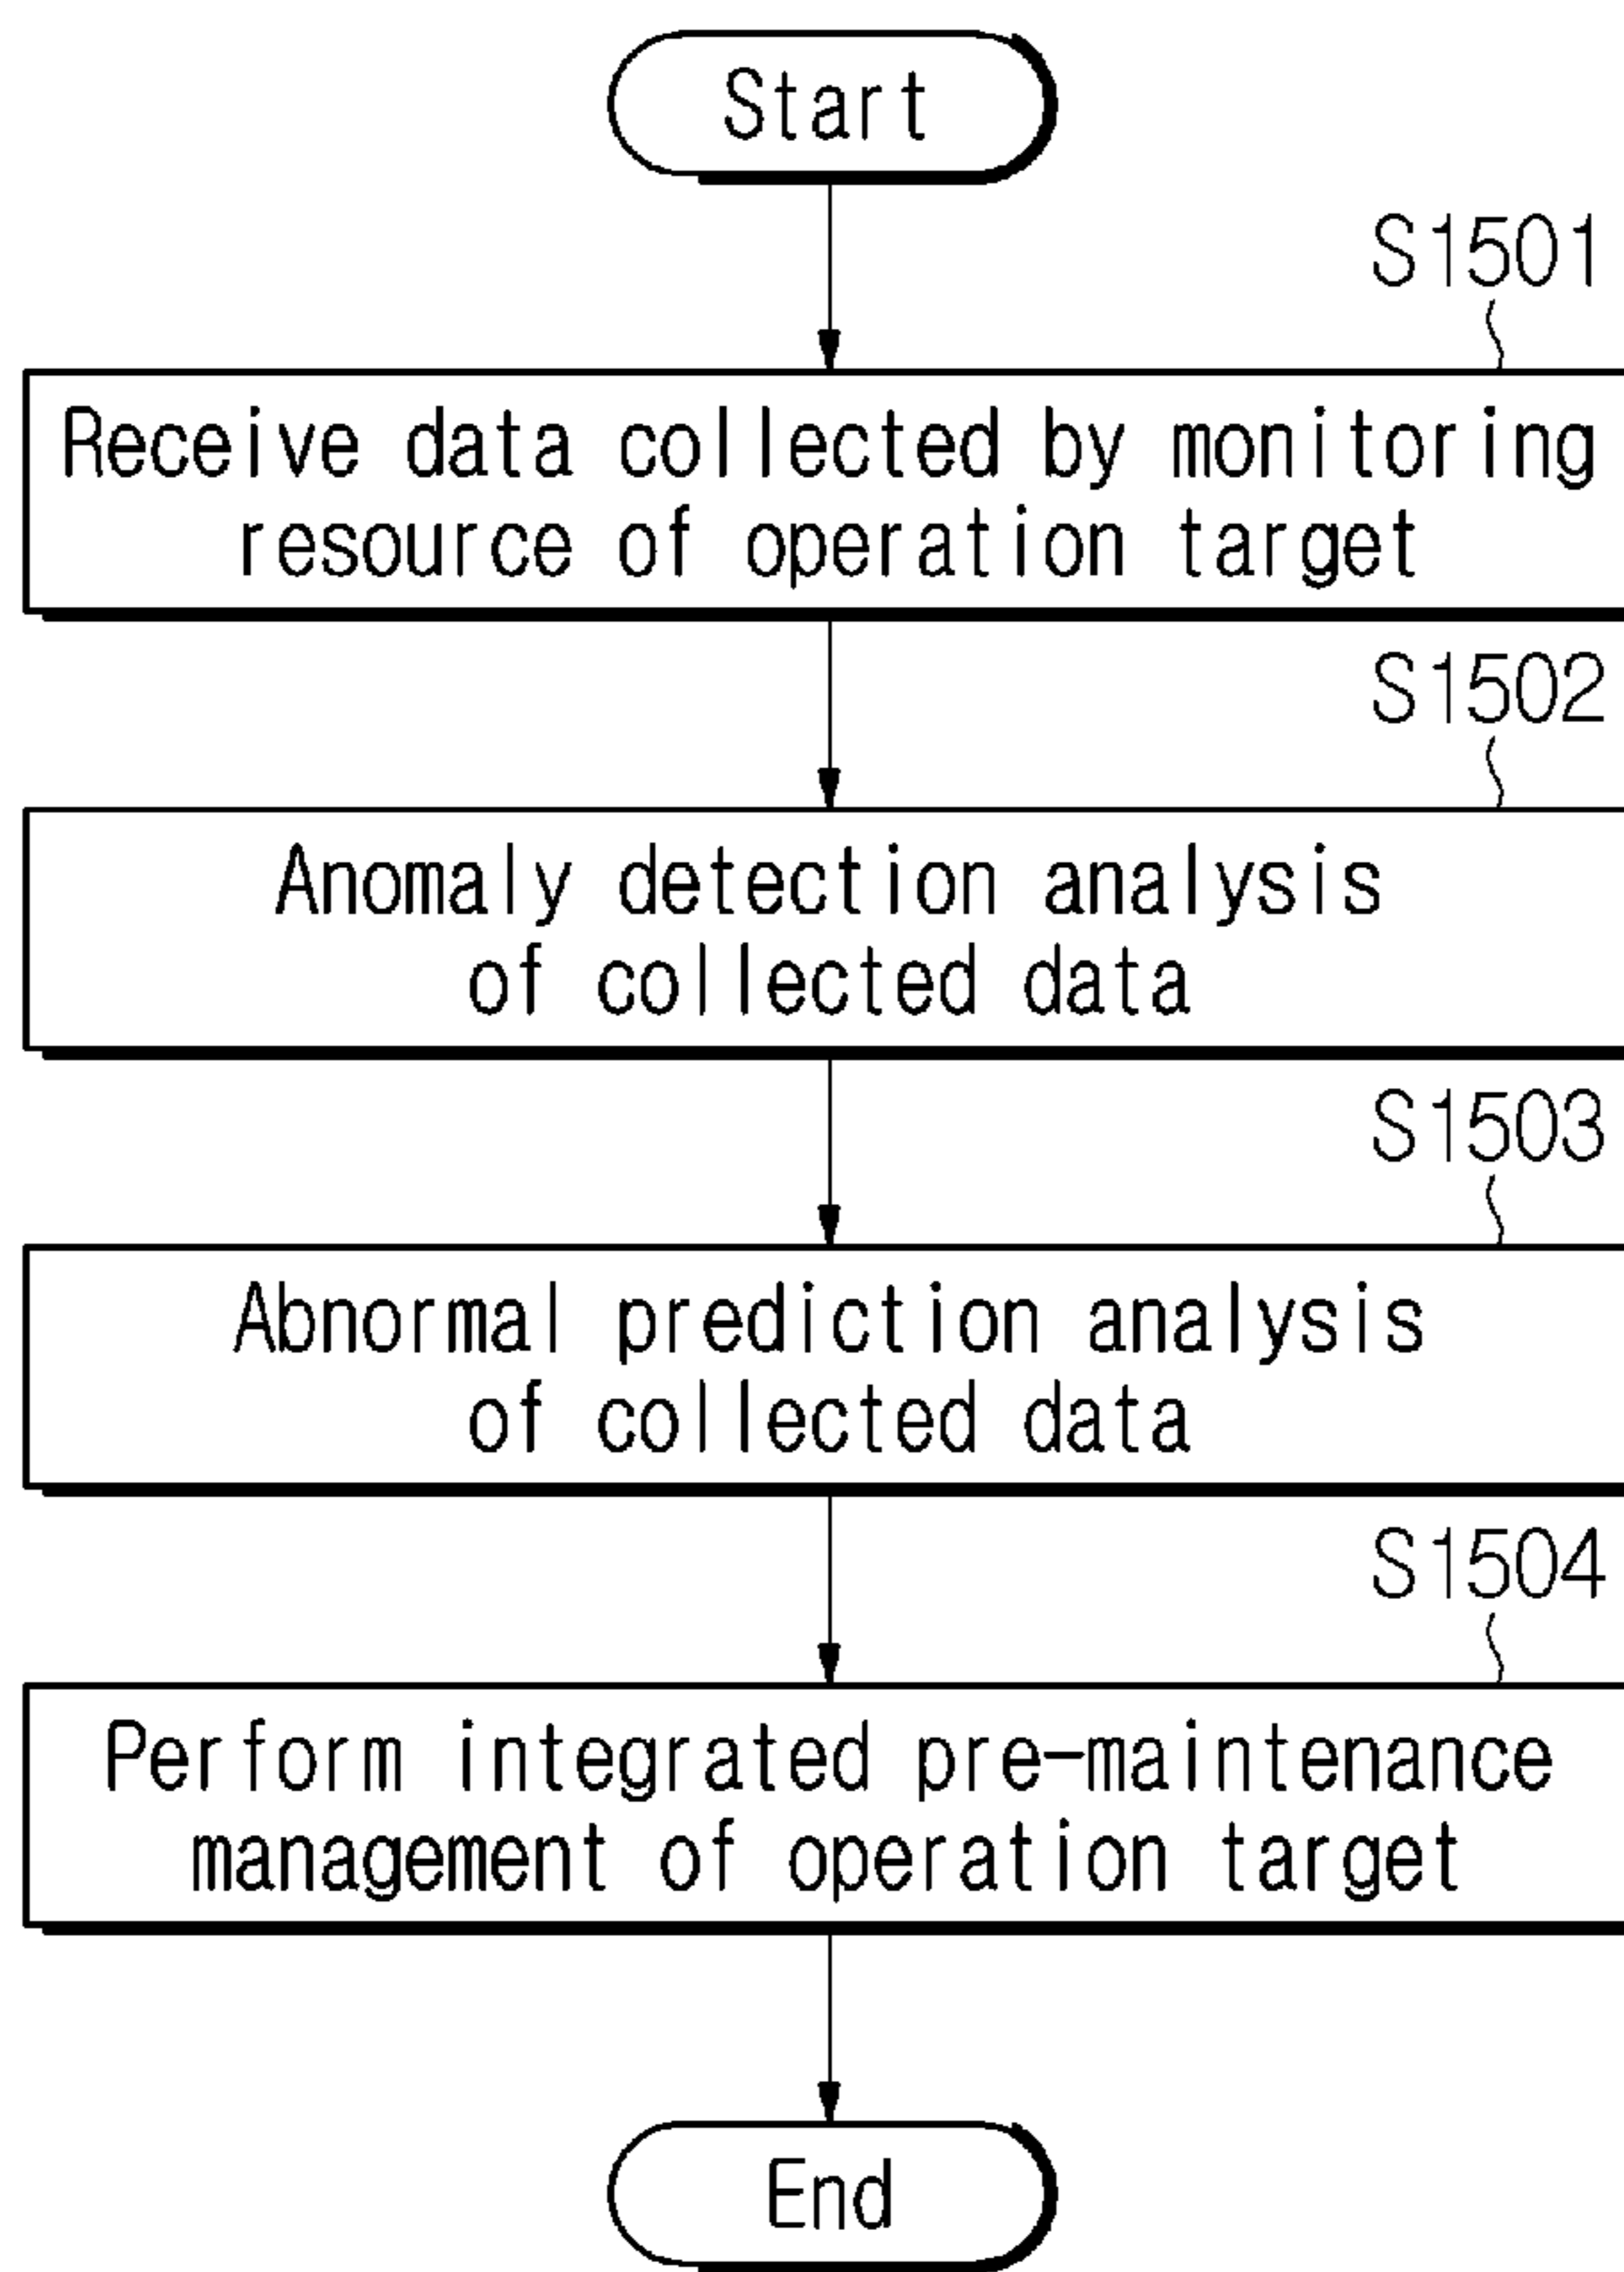 Start
S1501
Receive data collected by monitoring
resource of operation target
S1502
Anomaly detection analysis
of collected data
S1503
Abnormal prediction analysis
of collected data
S1504
Perform integrated pre-maintenance
management of operation target
End